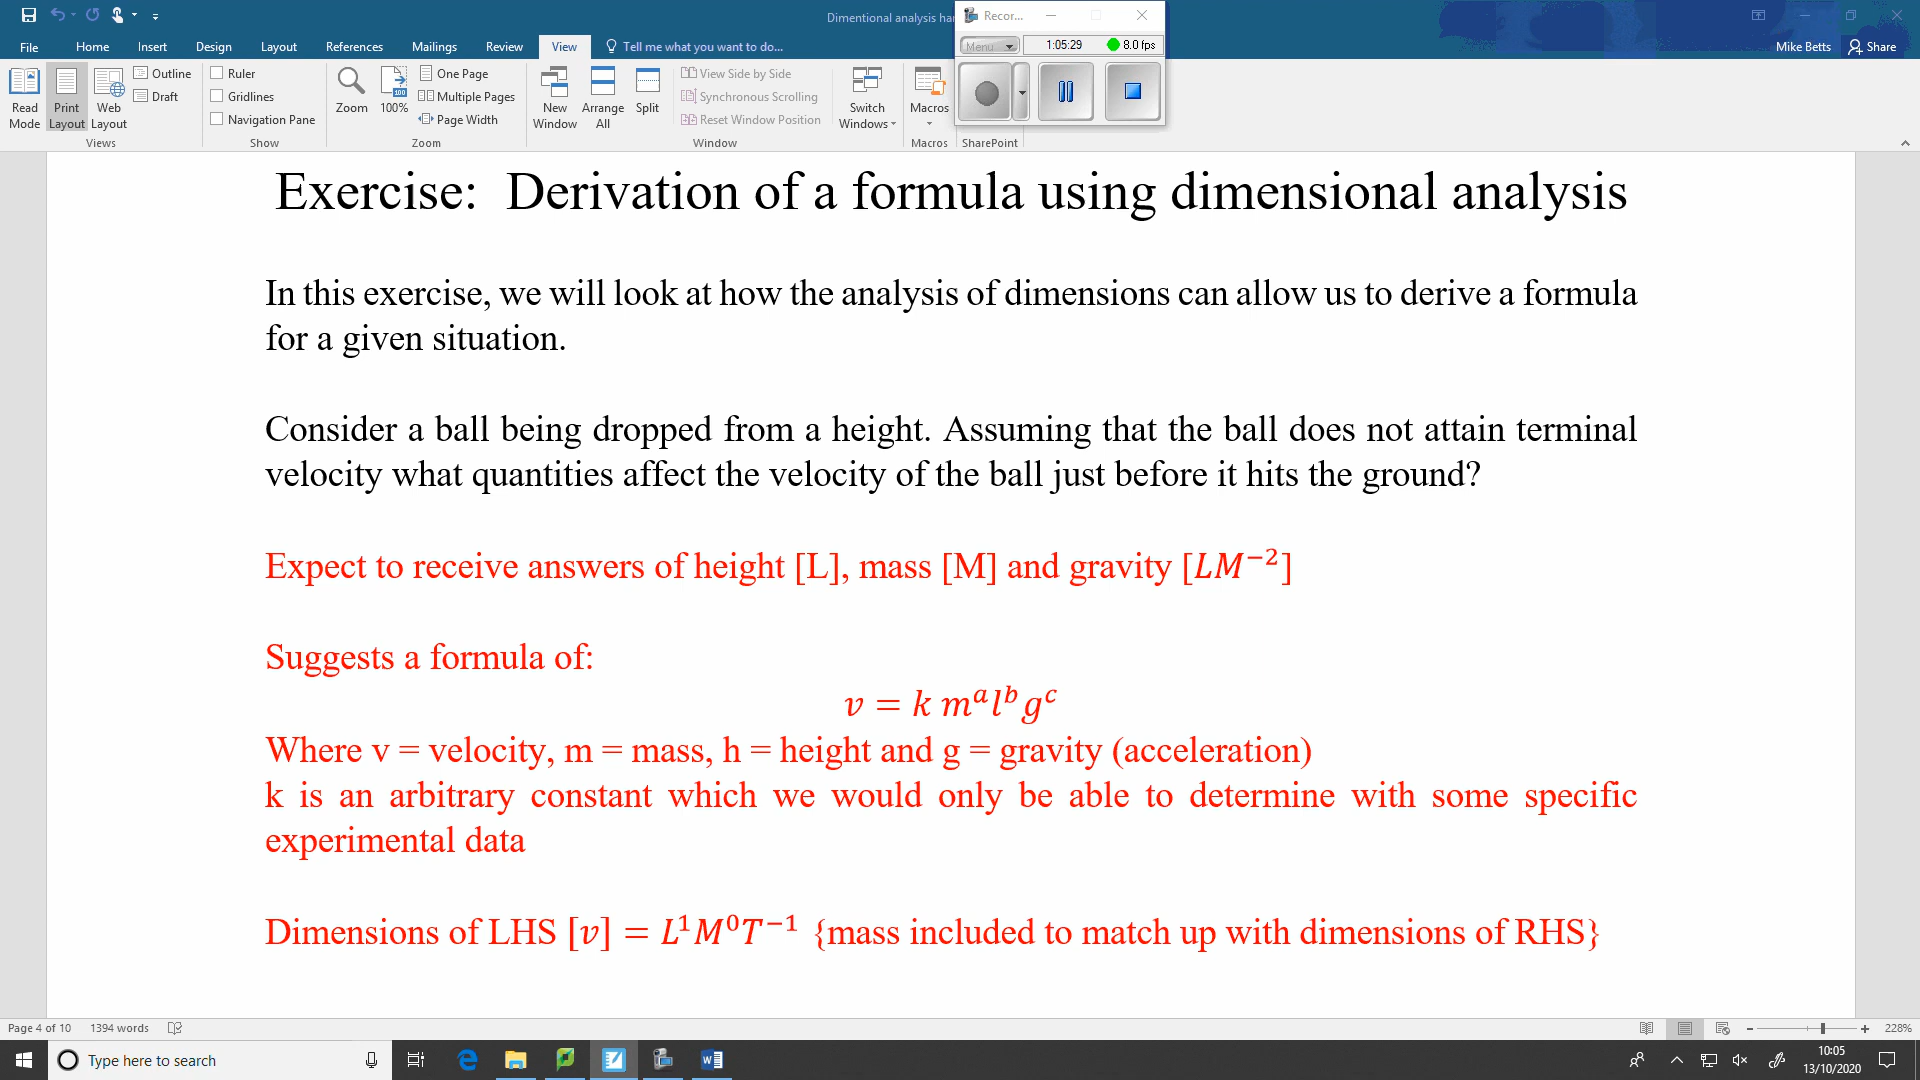 Dimentional analysis ha
Recor...
File Home Insert Design Layout References Mailings Review View Tell me what you want to do...
Menu 1:05:29 8.0 fps
Mike Betts Share
Read Mode
Print Layout
Web Layout
Outline
Draft
Views
Ruler
Gridlines
Navigation Pane
Show
Zoom
100%
One Page
Multiple Pages
Page Width
Zoom
New Window
Arrange All
Split
View Side by Side
Synchronous Scrolling
Reset Window Position
Window
Switch Windows
Macros
Macros
SharePoint
Exercise: Derivation of a formula using dimensional analysis
In this exercise, we will look at how the analysis of dimensions can allow us to derive a formula
for a given situation.
Consider a ball being dropped from a height. Assuming that the ball does not attain terminal
velocity what quantities affect the velocity of the ball just before it hits the ground?
Expect to receive answers of height [L], mass [M] and gravity [LM⁻²]
Suggests a formula of:
v = k mᵃlᵇgᶜ
Where v = velocity, m = mass, h = height and g = gravity (acceleration)
k is an arbitrary constant which we would only be able to determine with some specific
experimental data
Dimensions of LHS [v] = L¹M⁰T⁻¹ {mass included to match up with dimensions of RHS}
Page 4 of 10 1394 words
228%
Type here to search
10:05
13/10/2020